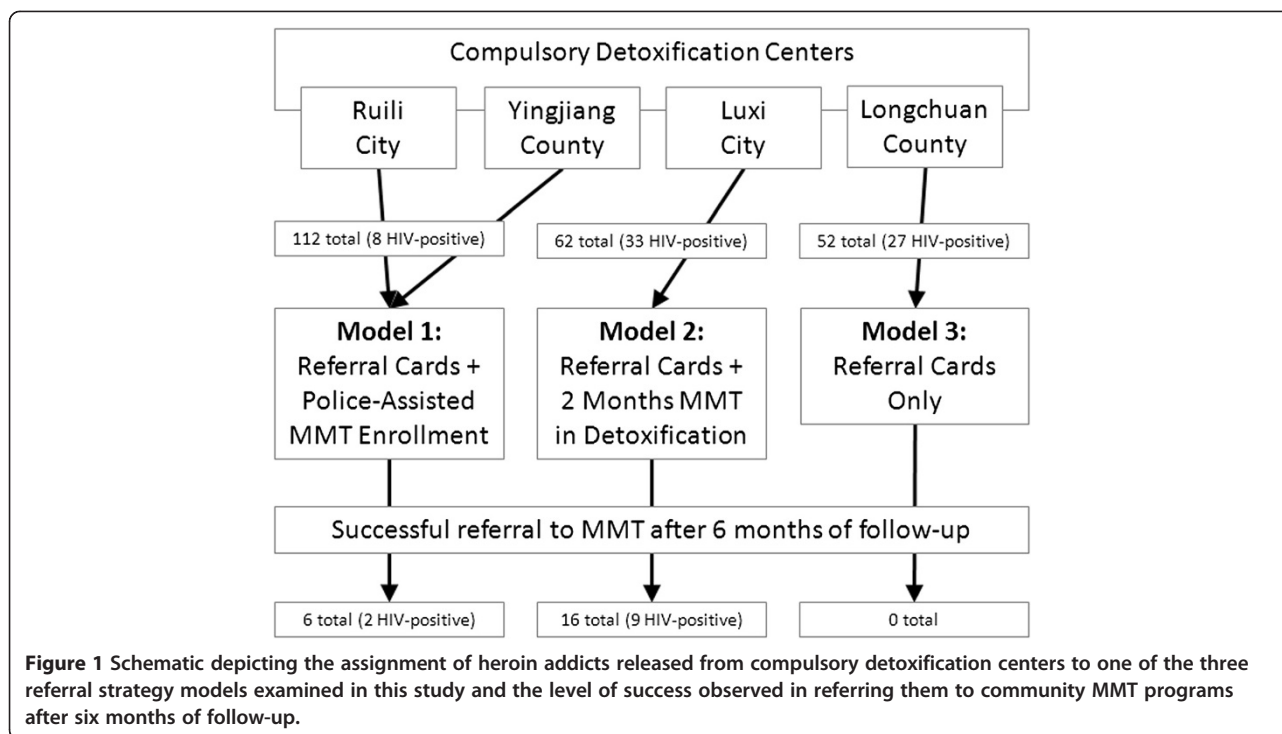 Compulsory Detoxification Centers
Ruili
City
Yingjiang
County
Luxi
City
Longchuan
County
112 total (8 HIV-positive)
62 total (33 HIV-positive)
52 total (27 HIV-positive)
Model 1:
Referral Cards +
Police-Assisted
MMT Enrollment
Model 2:
Referral Cards +
2 Months MMT
in Detoxification
Model 3:
Referral Cards
Only
Successful referral to MMT after 6 months of follow-up
6 total (2 HIV-positive)
16 total (9 HIV-positive)
0 total
Figure 1 Schematic depicting the assignment of heroin addicts released from compulsory detoxification centers to one of the three
referral strategy models examined in this study and the level of success observed in referring them to community MMT programs
after six months of follow-up.